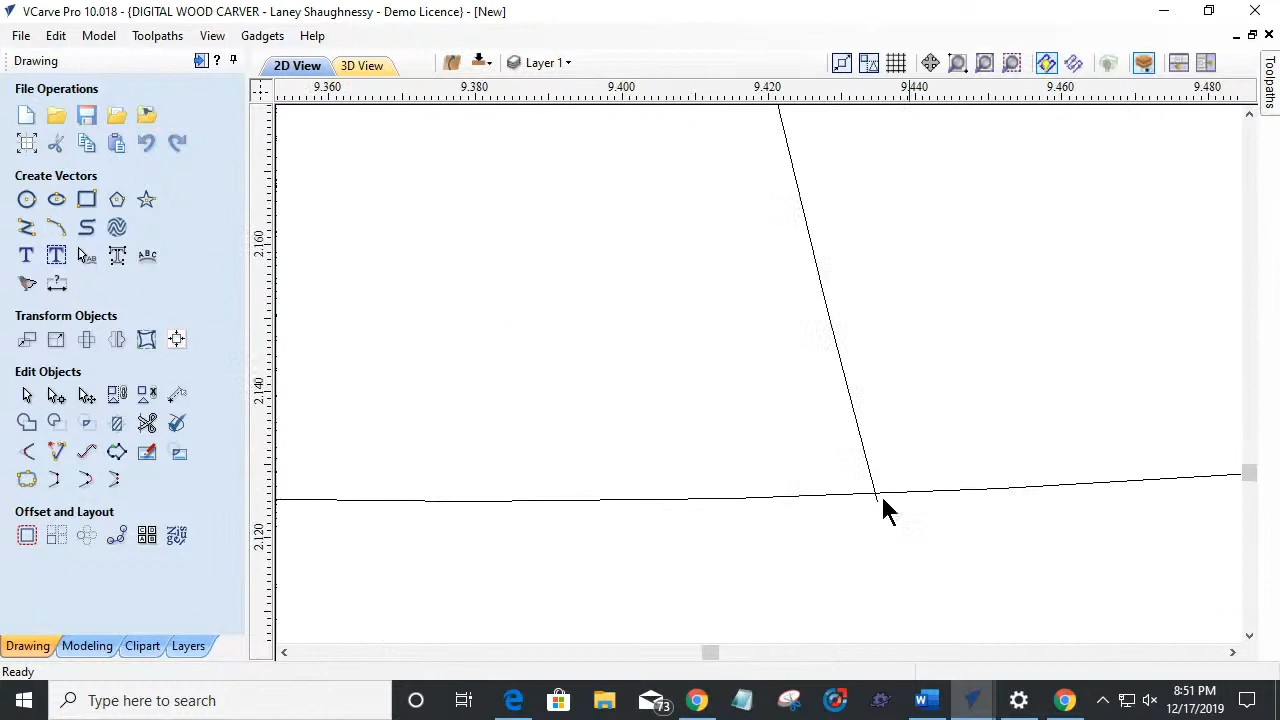 VCarve Pro 10.018 - {DIGITAL WOOD CARVER - Laney Shaughnessy - Demo Licence} - [New]
File Edit Model Toolpaths View Gadgets Help
Drawing
2D View 3D View Layer 1
Toolpaths
File Operations
9.360 9.380 9.400 9.420 9.440 9.460 9.480
Create Vectors
2.160
Transform Objects
Edit Objects
2.140
Offset and Layout
2.120
Drawing Modeling Clipart Layers
Ready
Type here to search
73
8:51 PM
12/17/2019